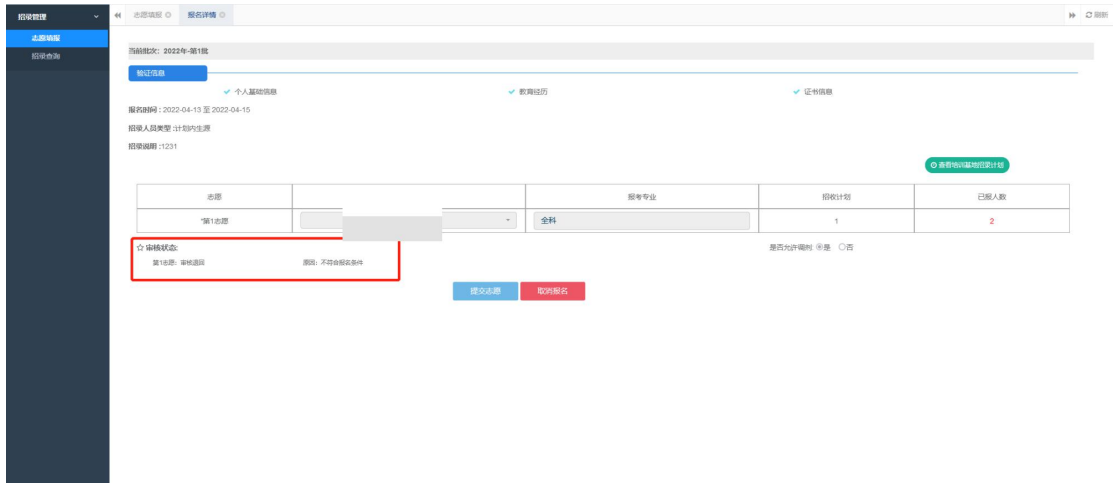 招录管理
志愿填报
招录查询
志愿填报 报名详情 刷新
当前批次：2022年-第1批
验证信息
个人基础信息 教育经历 证书信息
报名时间 : 2022-04-13 至 2022-04-15
招录人员类型 :计划内生源
招录说明 :1231
查看培训基地招录计划
志愿 报考专业 招收计划 已报人数
*第1志愿 全科 1 2
☆ 审核状态: 是否允许调剂: 是 否
第1志愿：审核退回 原因：不符合报名条件
提交志愿 取消报名